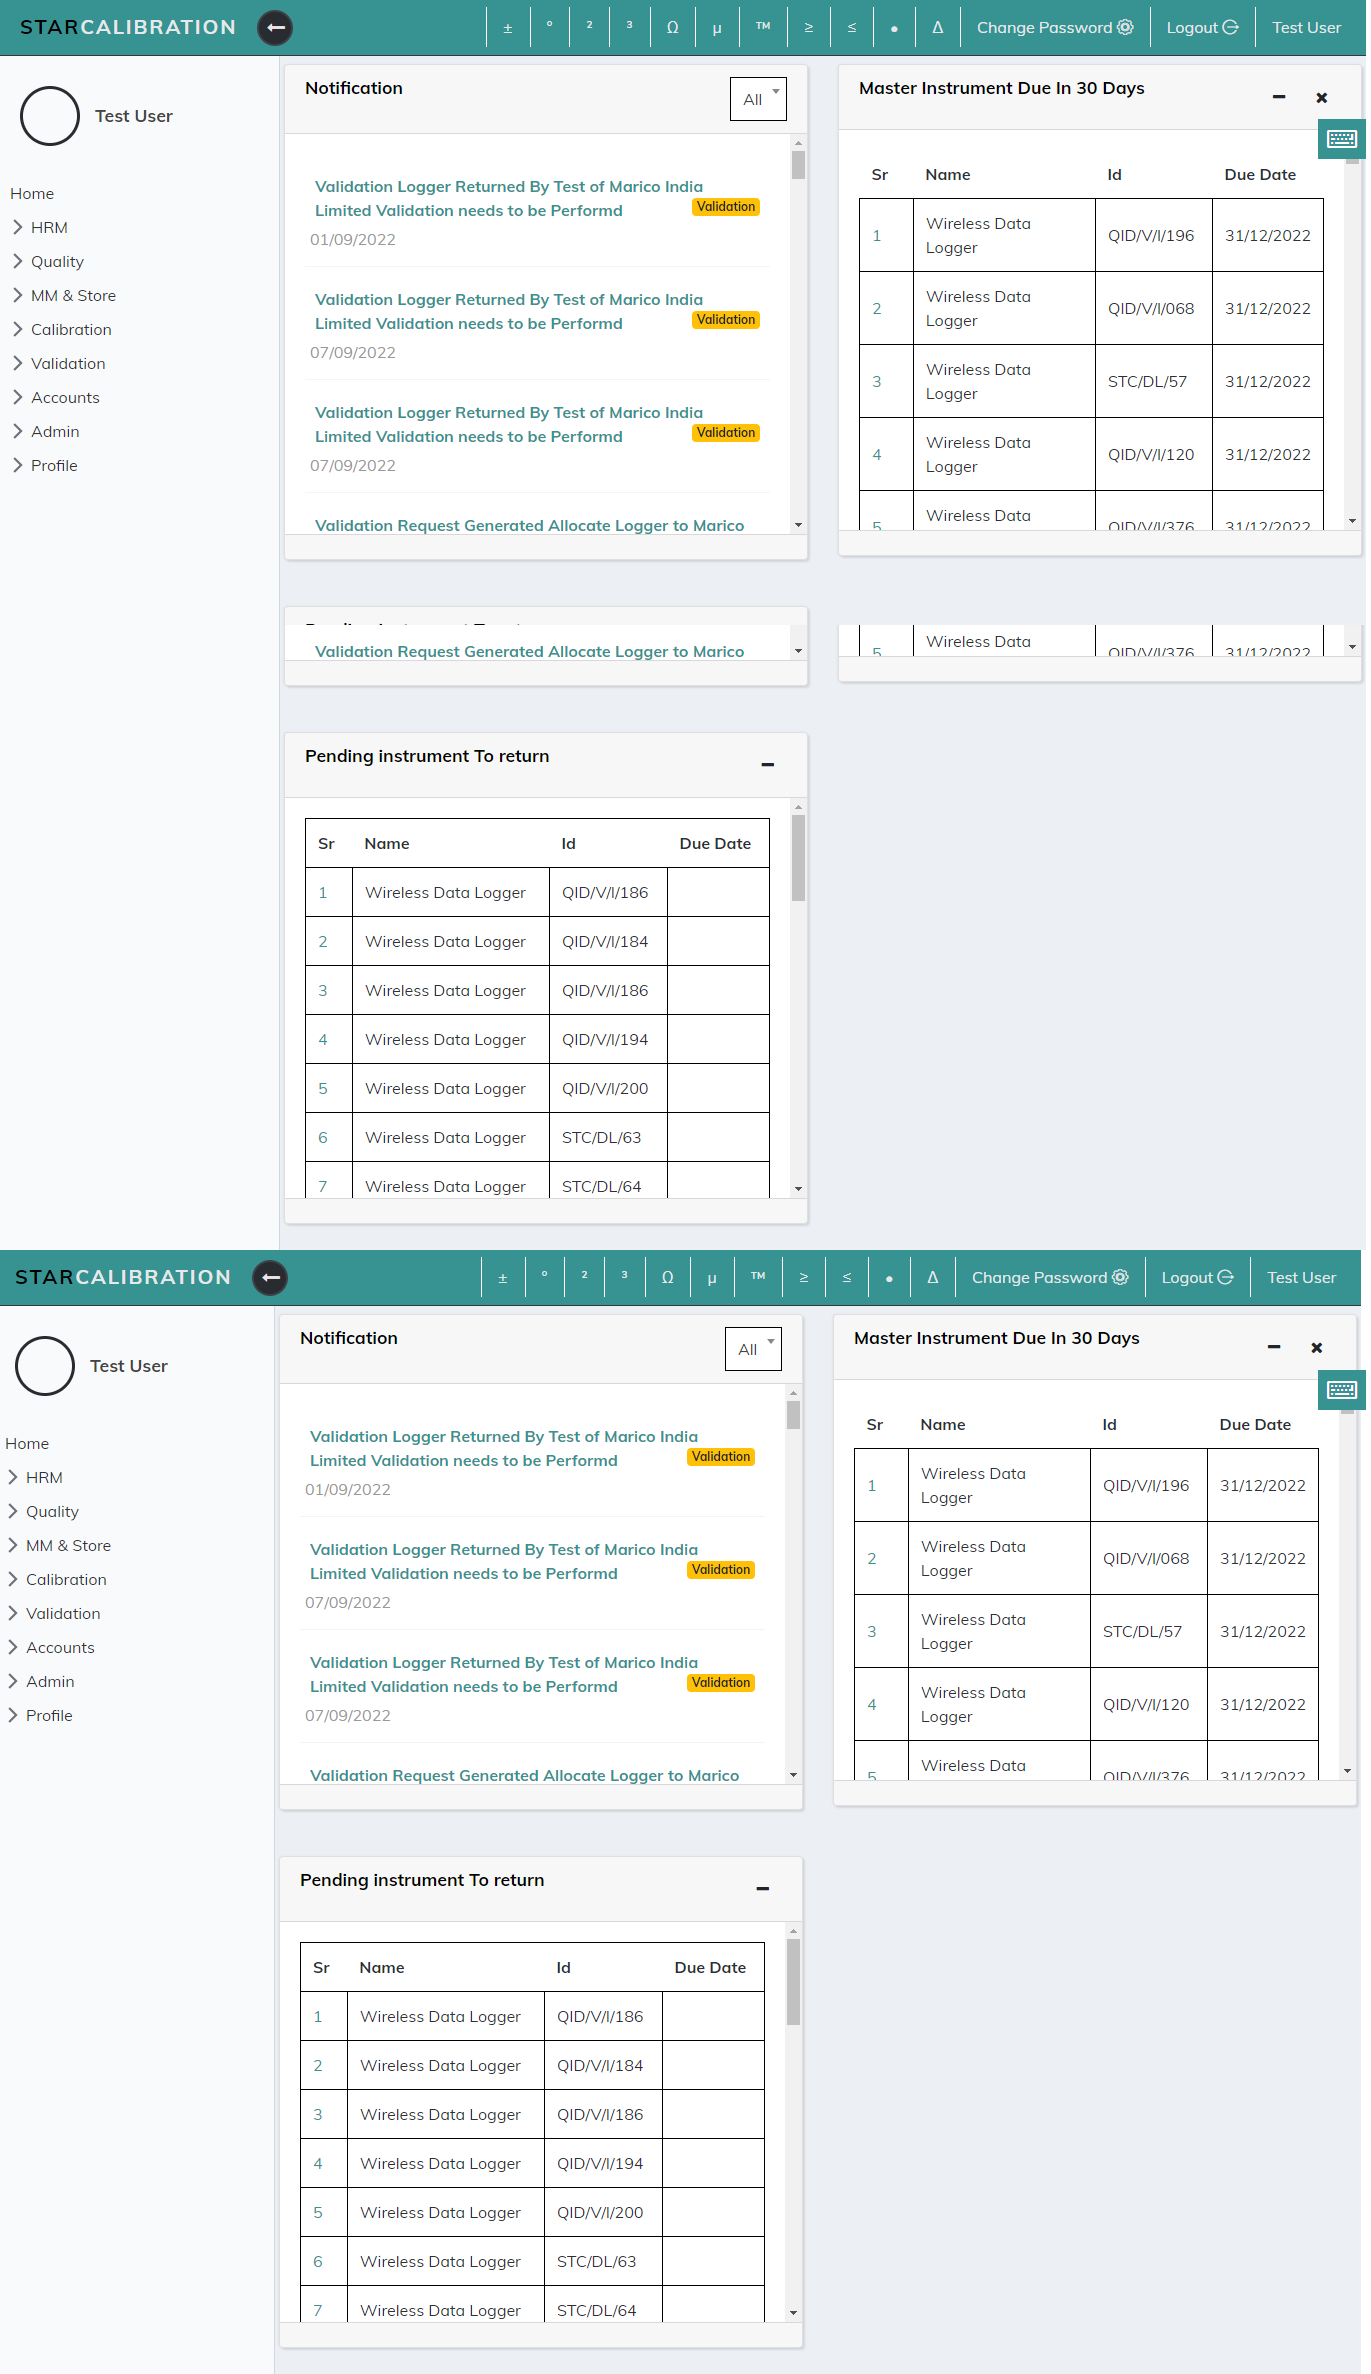 STARCALIBRATION ± º ² ³ Ω µ ™ ≥ ≤ • Δ Change Password Logout Test User
Test User
Home
HRM
Quality
MM & Store
Calibration
Validation
Accounts
Admin
Profile
Notification
All
Validation Logger Returned By Test of Marico India
Limited Validation needs to be Performd Validation
01/09/2022
Validation Logger Returned By Test of Marico India
Limited Validation needs to be Performd Validation
07/09/2022
Validation Logger Returned By Test of Marico India
Limited Validation needs to be Performd Validation
07/09/2022
Validation Request Generated Allocate Logger to Marico
Master Instrument Due In 30 Days
Sr Name Id Due Date
1 Wireless Data Logger QID/V/I/196 31/12/2022
2 Wireless Data Logger QID/V/I/068 31/12/2022
3 Wireless Data Logger STC/DL/57 31/12/2022
4 Wireless Data Logger QID/V/I/120 31/12/2022
5 Wireless Data QID/V/I/376 31/12/2022
Validation Request Generated Allocate Logger to Marico
5 Wireless Data QID/V/I/376 31/12/2022
Pending instrument To return
Sr Name Id Due Date
1 Wireless Data Logger QID/V/I/186
2 Wireless Data Logger QID/V/I/184
3 Wireless Data Logger QID/V/I/186
4 Wireless Data Logger QID/V/I/194
5 Wireless Data Logger QID/V/I/200
6 Wireless Data Logger STC/DL/63
7 Wireless Data Logger STC/DL/64
STARCALIBRATION ± º ² ³ Ω µ ™ ≥ ≤ • Δ Change Password Logout Test User
Test User
Home
HRM
Quality
MM & Store
Calibration
Validation
Accounts
Admin
Profile
Notification
All
Validation Logger Returned By Test of Marico India
Limited Validation needs to be Performd Validation
01/09/2022
Validation Logger Returned By Test of Marico India
Limited Validation needs to be Performd Validation
07/09/2022
Validation Logger Returned By Test of Marico India
Limited Validation needs to be Performd Validation
07/09/2022
Validation Request Generated Allocate Logger to Marico
Master Instrument Due In 30 Days
Sr Name Id Due Date
1 Wireless Data Logger QID/V/I/196 31/12/2022
2 Wireless Data Logger QID/V/I/068 31/12/2022
3 Wireless Data Logger STC/DL/57 31/12/2022
4 Wireless Data Logger QID/V/I/120 31/12/2022
5 Wireless Data QID/V/I/376 31/12/2022
Pending instrument To return
Sr Name Id Due Date
1 Wireless Data Logger QID/V/I/186
2 Wireless Data Logger QID/V/I/184
3 Wireless Data Logger QID/V/I/186
4 Wireless Data Logger QID/V/I/194
5 Wireless Data Logger QID/V/I/200
6 Wireless Data Logger STC/DL/63
7 Wireless Data Logger STC/DL/64